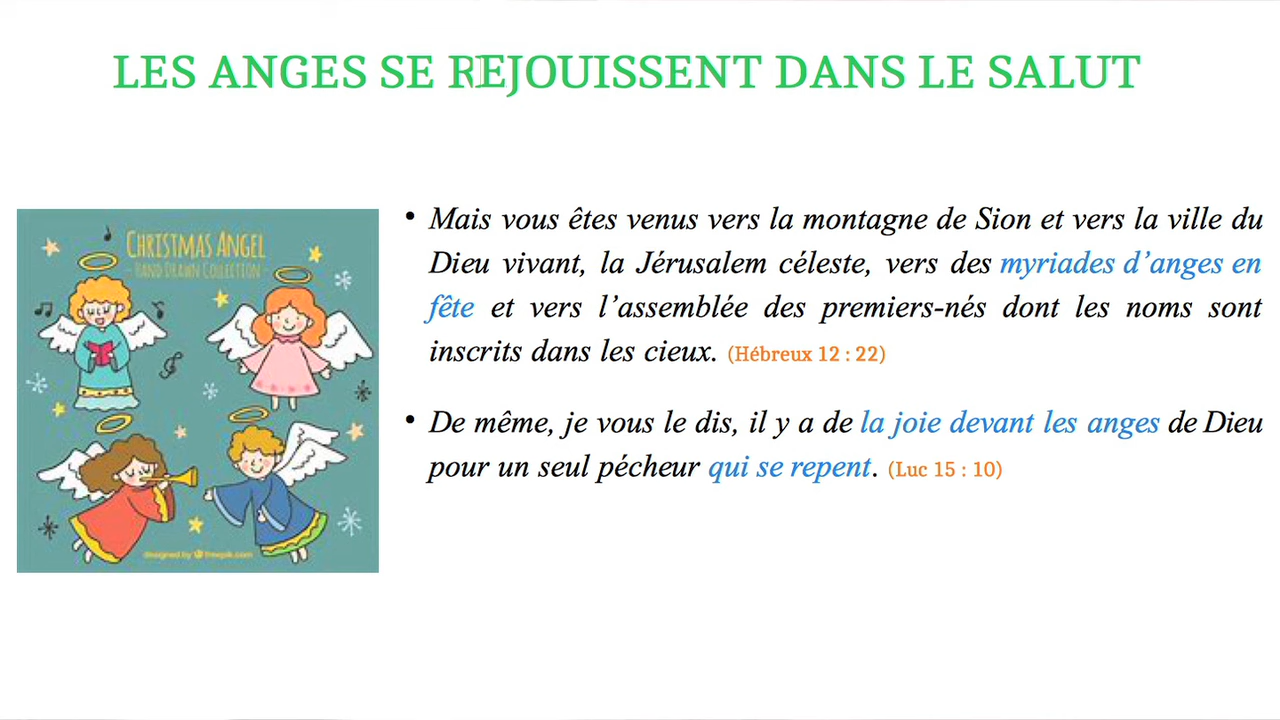 LES ANGES SE REJOUISSENT DANS LE SALUT
CHRISTMAS ANGEL
- HAND DRAWN COLLECTION -
designed by freepik.com
• Mais vous êtes venus vers la montagne de Sion et vers la ville du
Dieu vivant, la Jérusalem céleste, vers des myriades d’anges en
fête et vers l’assemblée des premiers-nés dont les noms sont
inscrits dans les cieux. (Hébreux 12 : 22)
• De même, je vous le dis, il y a de la joie devant les anges de Dieu
pour un seul pécheur qui se repent. (Luc 15 : 10)